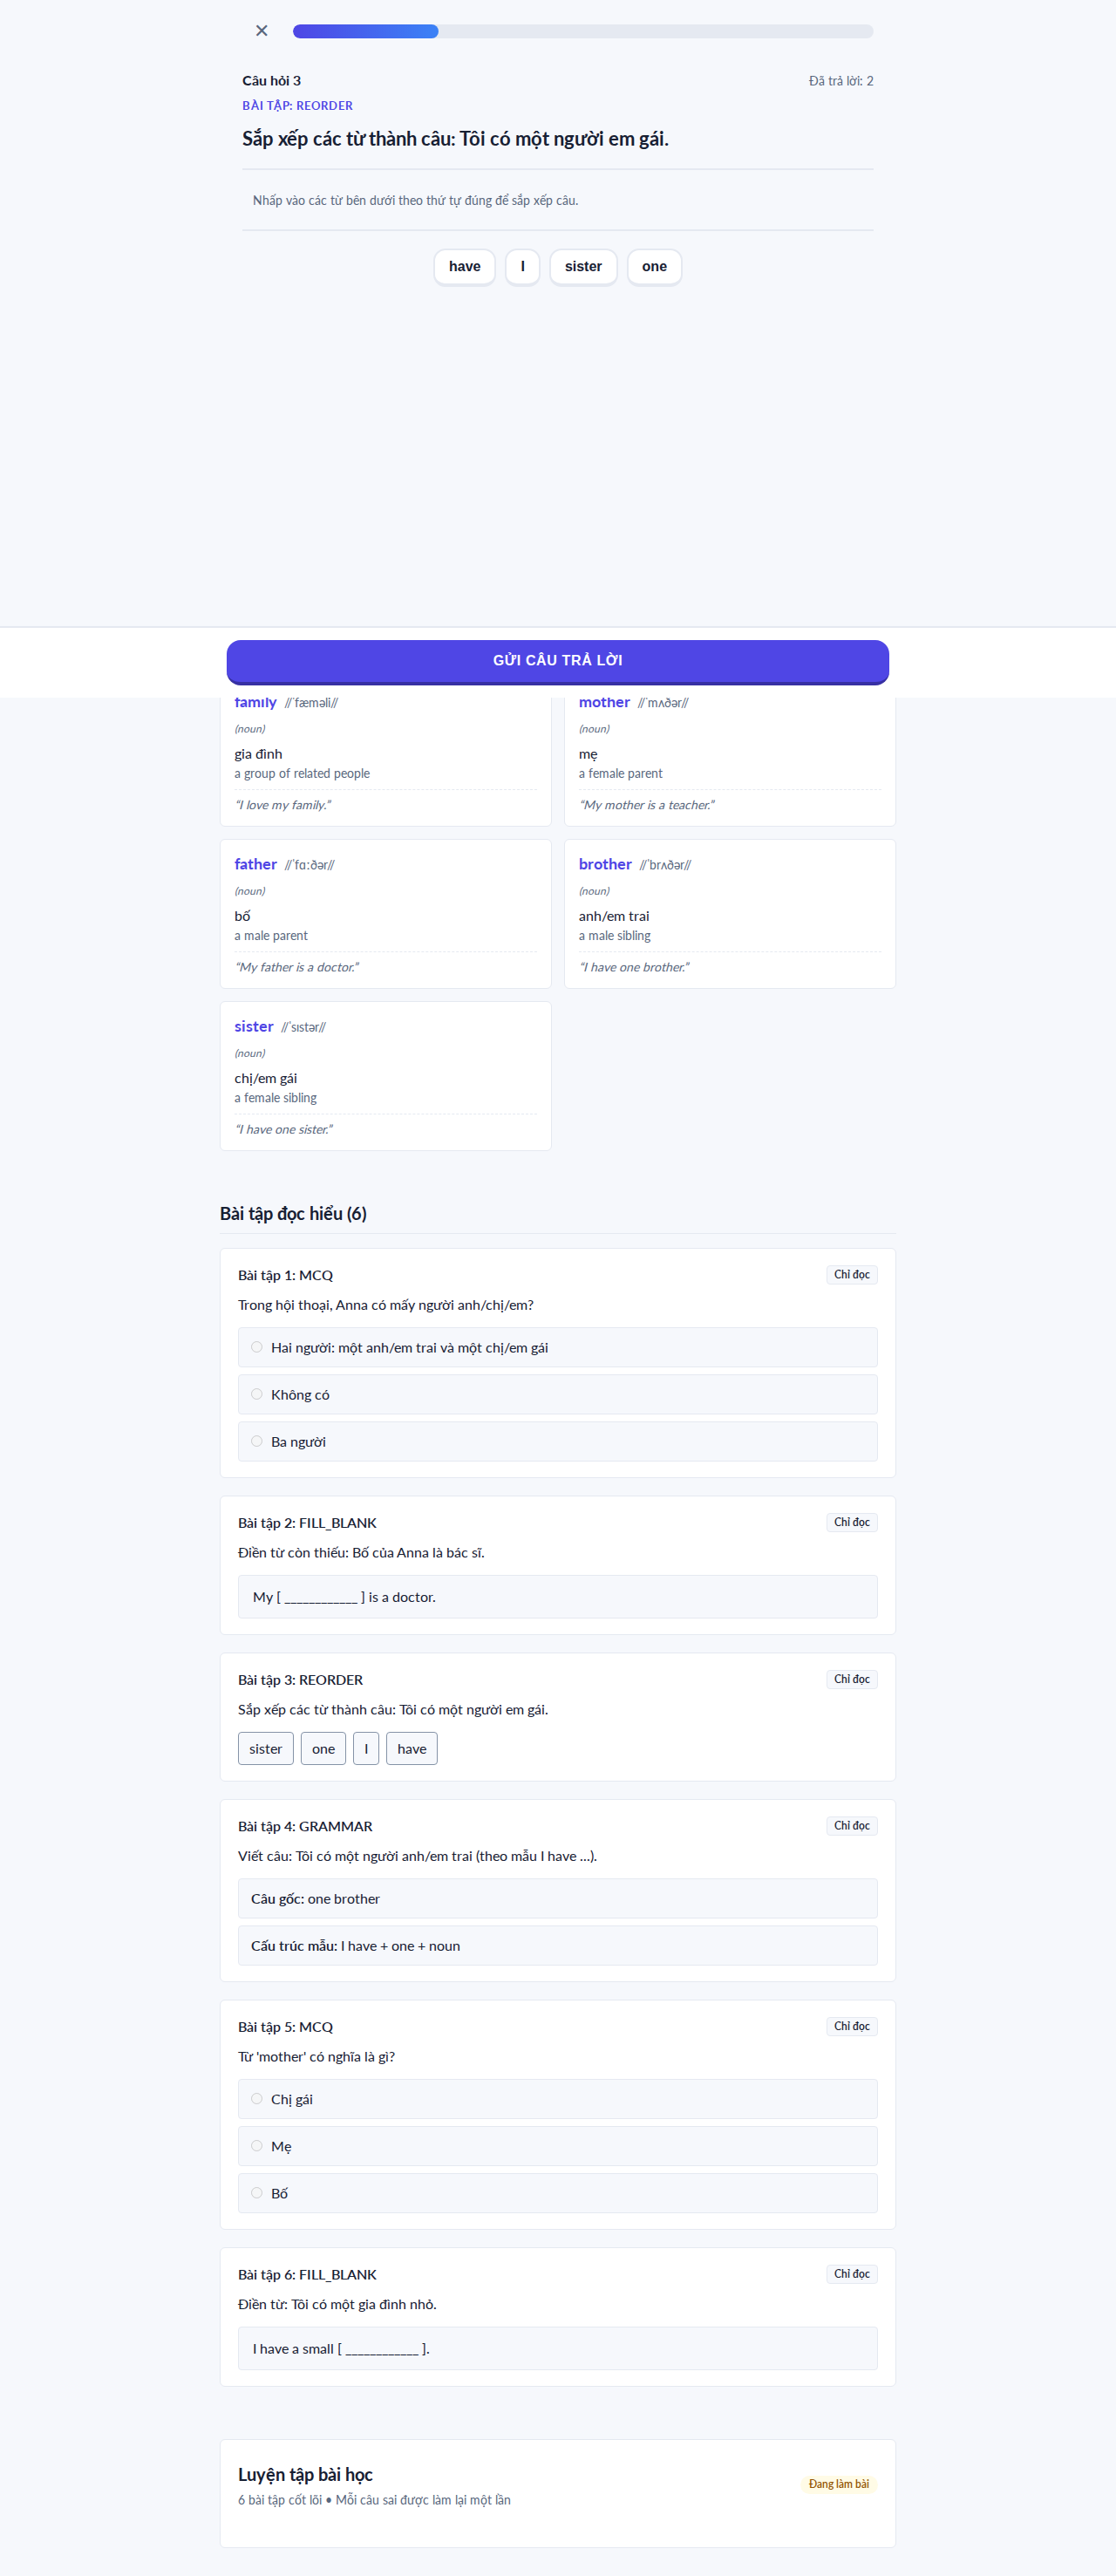 ✕
Câu hỏi 3
Đã trả lời: 2
BÀI TẬP: REORDER
Sắp xếp các từ thành câu: Tôi có một người em gái.
Nhấp vào các từ bên dưới theo thứ tự đúng để sắp xếp câu.
have I sister one
GỬI CÂU TRẢ LỜI
family //ˈfæməli//
(noun)
gia đình
a group of related people
“I love my family.”
mother //ˈmʌðər//
(noun)
mẹ
a female parent
“My mother is a teacher.”
father //ˈfɑːðər//
(noun)
bố
a male parent
“My father is a doctor.”
brother //ˈbrʌðər//
(noun)
anh/em trai
a male sibling
“I have one brother.”
sister //ˈsɪstər//
(noun)
chị/em gái
a female sibling
“I have one sister.”
Bài tập đọc hiểu (6)
Bài tập 1: MCQ
Chỉ đọc
Trong hội thoại, Anna có mấy người anh/chị/em?
Hai người: một anh/em trai và một chị/em gái
Không có
Ba người
Bài tập 2: FILL_BLANK
Chỉ đọc
Điền từ còn thiếu: Bố của Anna là bác sĩ.
My [ ____________ ] is a doctor.
Bài tập 3: REORDER
Chỉ đọc
Sắp xếp các từ thành câu: Tôi có một người em gái.
sister one I have
Bài tập 4: GRAMMAR
Chỉ đọc
Viết câu: Tôi có một người anh/em trai (theo mẫu I have ...).
Câu gốc: one brother
Cấu trúc mẫu: I have + one + noun
Bài tập 5: MCQ
Chỉ đọc
Từ 'mother' có nghĩa là gì?
Chị gái
Mẹ
Bố
Bài tập 6: FILL_BLANK
Chỉ đọc
Điền từ: Tôi có một gia đình nhỏ.
I have a small [ ____________ ].
Luyện tập bài học
6 bài tập cốt lõi • Mỗi câu sai được làm lại một lần
Đang làm bài